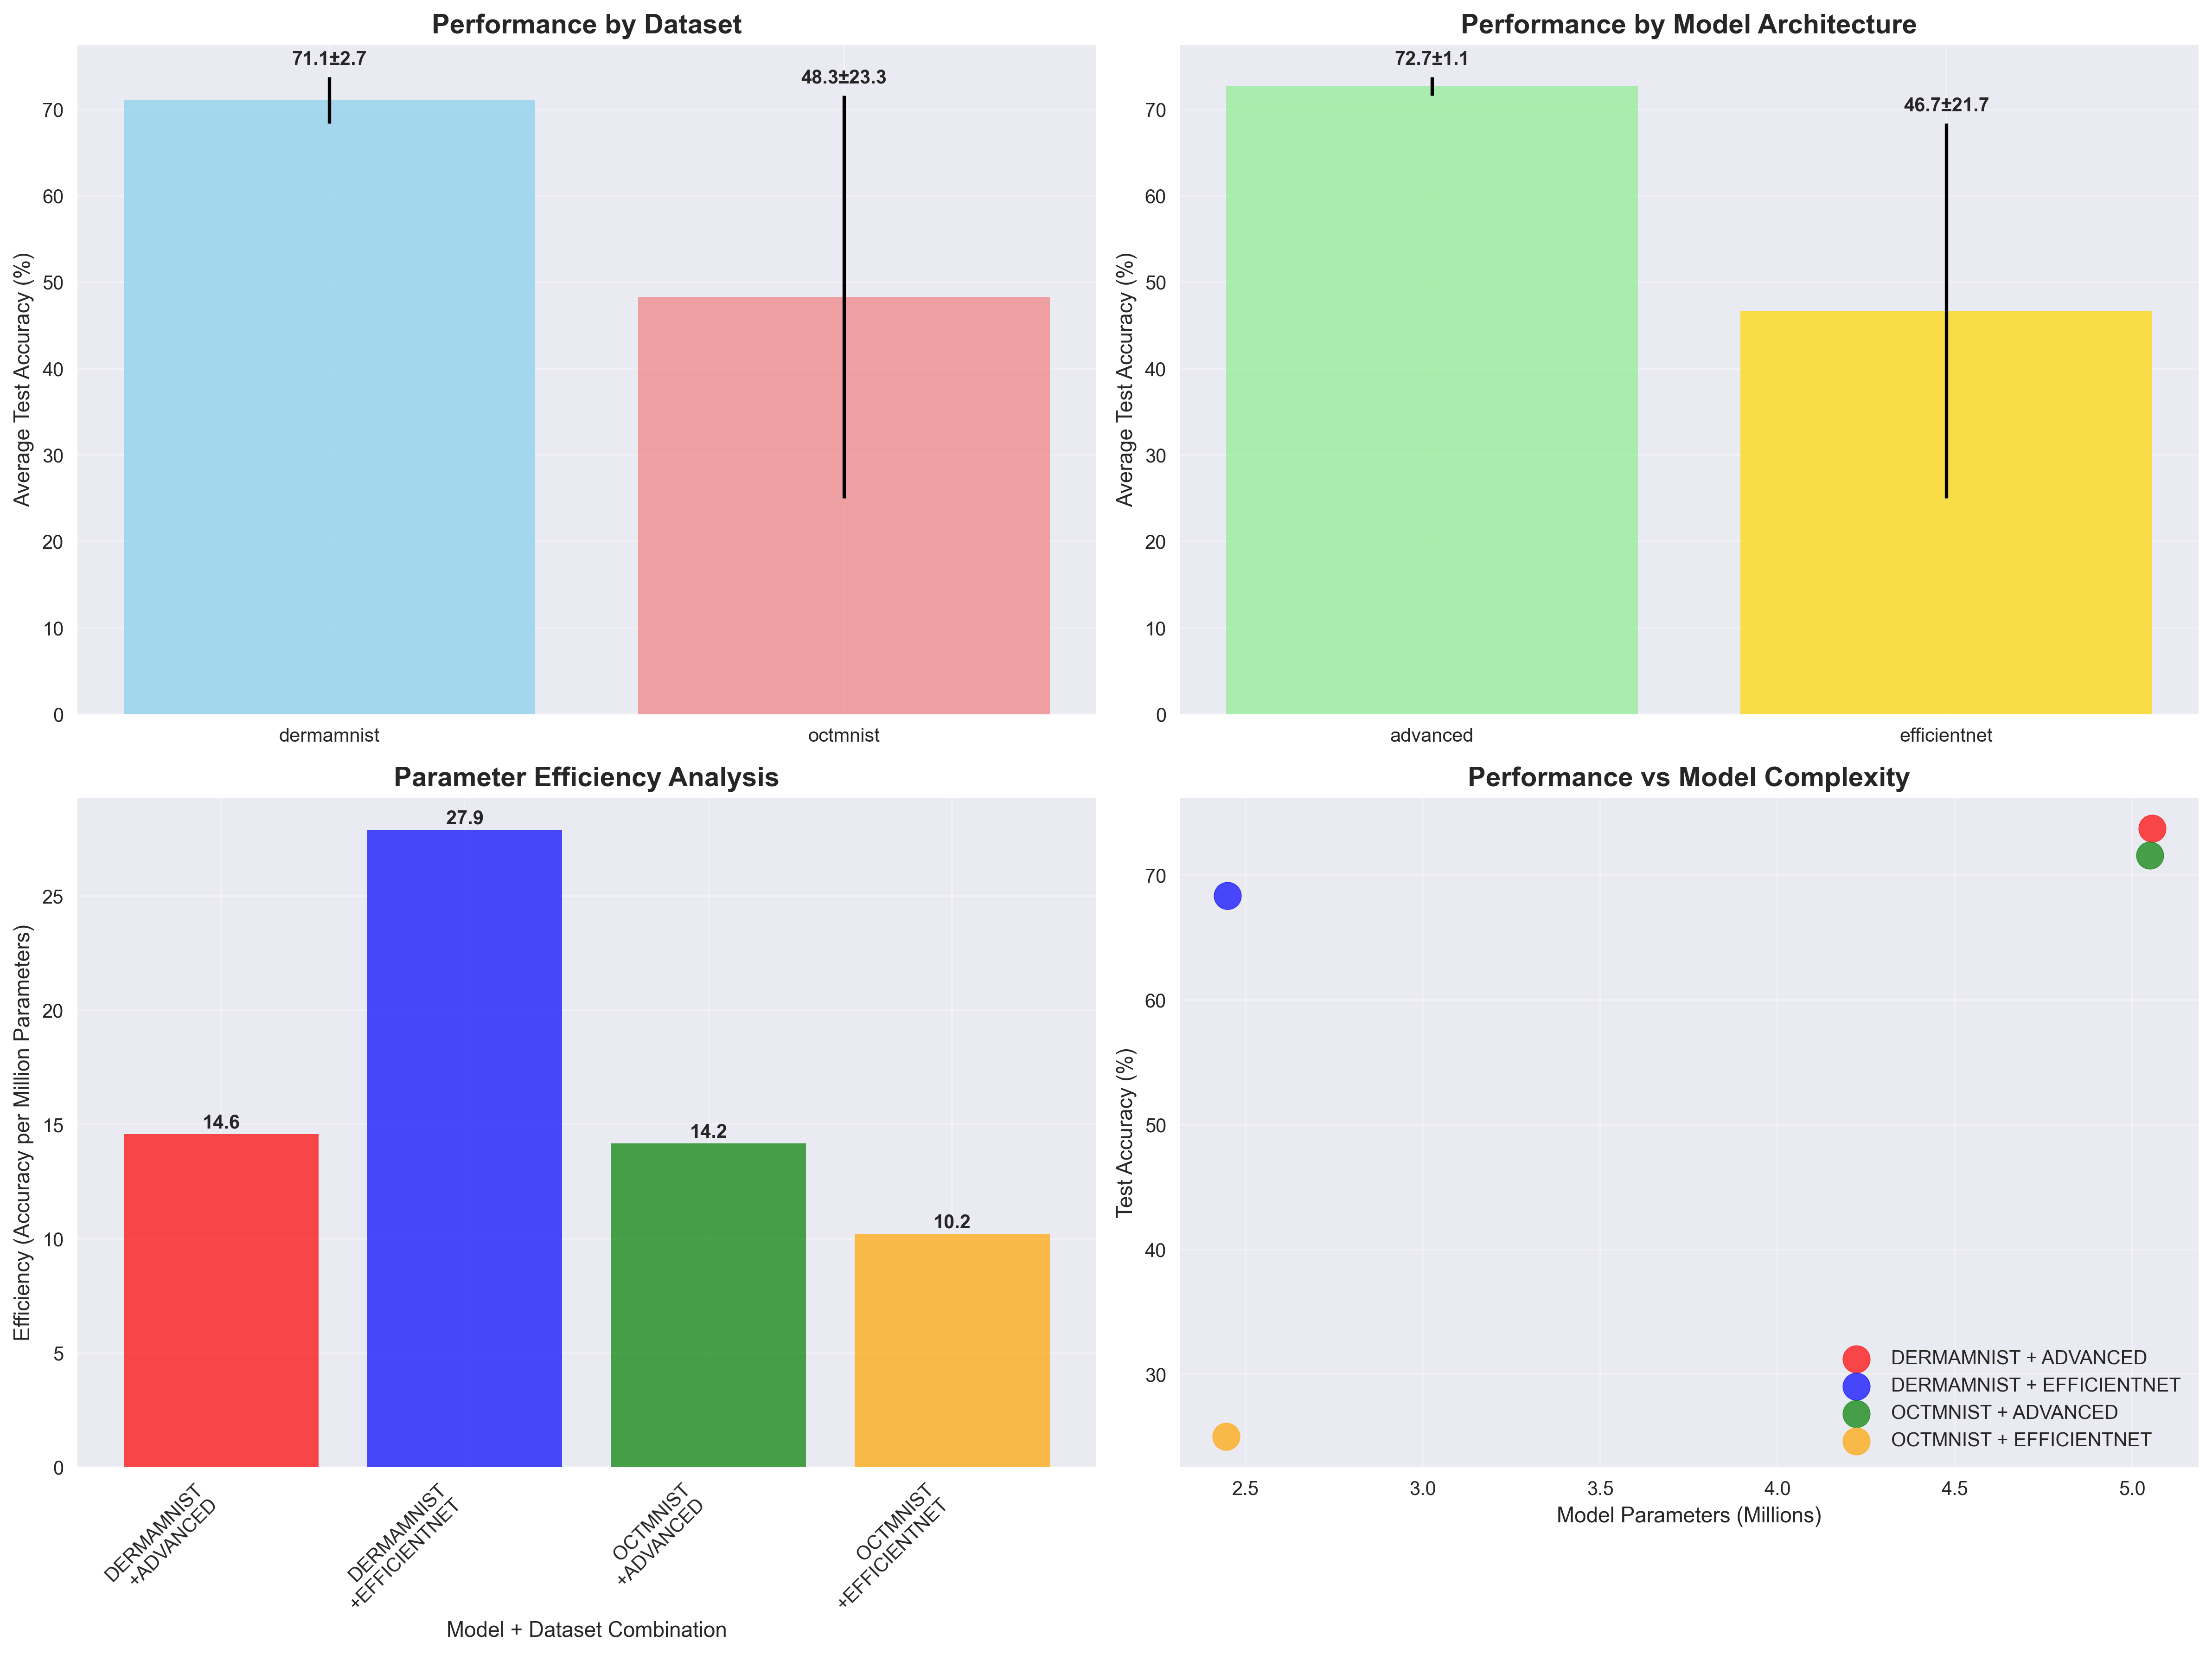 Performance by Dataset
71.1±2.7
48.3±23.3
70
60
50
40
30
20
10
0
Average Test Accuracy (%)
dermamnist
octmnist
Performance by Model Architecture
72.7±1.1
46.7±21.7
70
60
50
40
30
20
10
0
Average Test Accuracy (%)
advanced
efficientnet
Parameter Efficiency Analysis
27.9
14.6
14.2
10.2
25
20
15
10
5
0
Efficiency (Accuracy per Million Parameters)
DERMAMNIST
+ADVANCED
DERMAMNIST
+EFFICIENTNET
OCTMNIST
+ADVANCED
OCTMNIST
+EFFICIENTNET
Model + Dataset Combination
Performance vs Model Complexity
70
60
50
40
30
Test Accuracy (%)
DERMAMNIST + ADVANCED
DERMAMNIST + EFFICIENTNET
OCTMNIST + ADVANCED
OCTMNIST + EFFICIENTNET
2.5
3.0
3.5
4.0
4.5
5.0
Model Parameters (Millions)